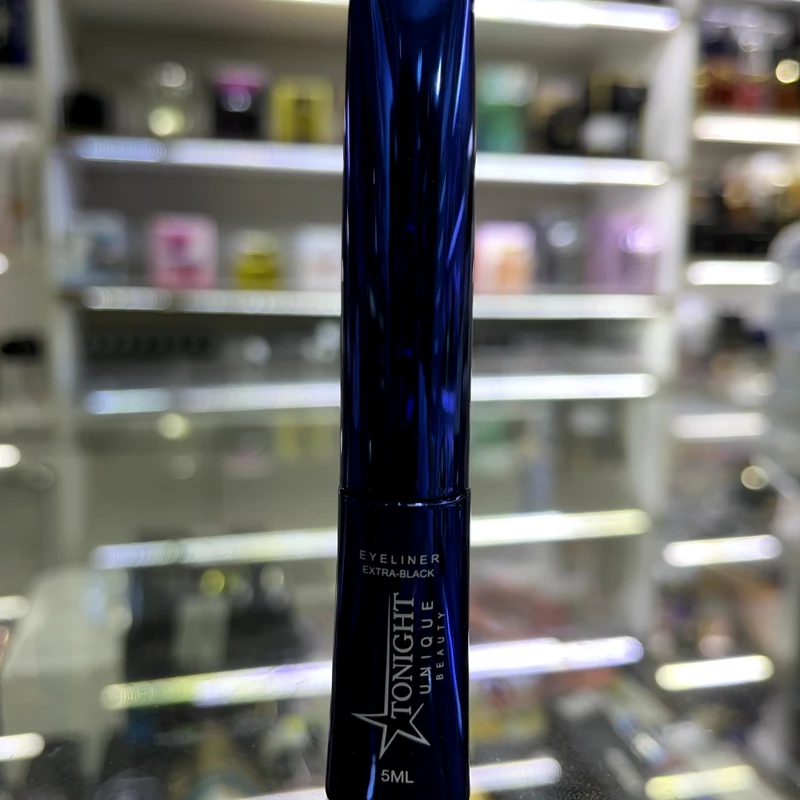 EYELINER
EXTRA-BLACK
TONIGHT
UNIQUE
BEAUTY
5ML